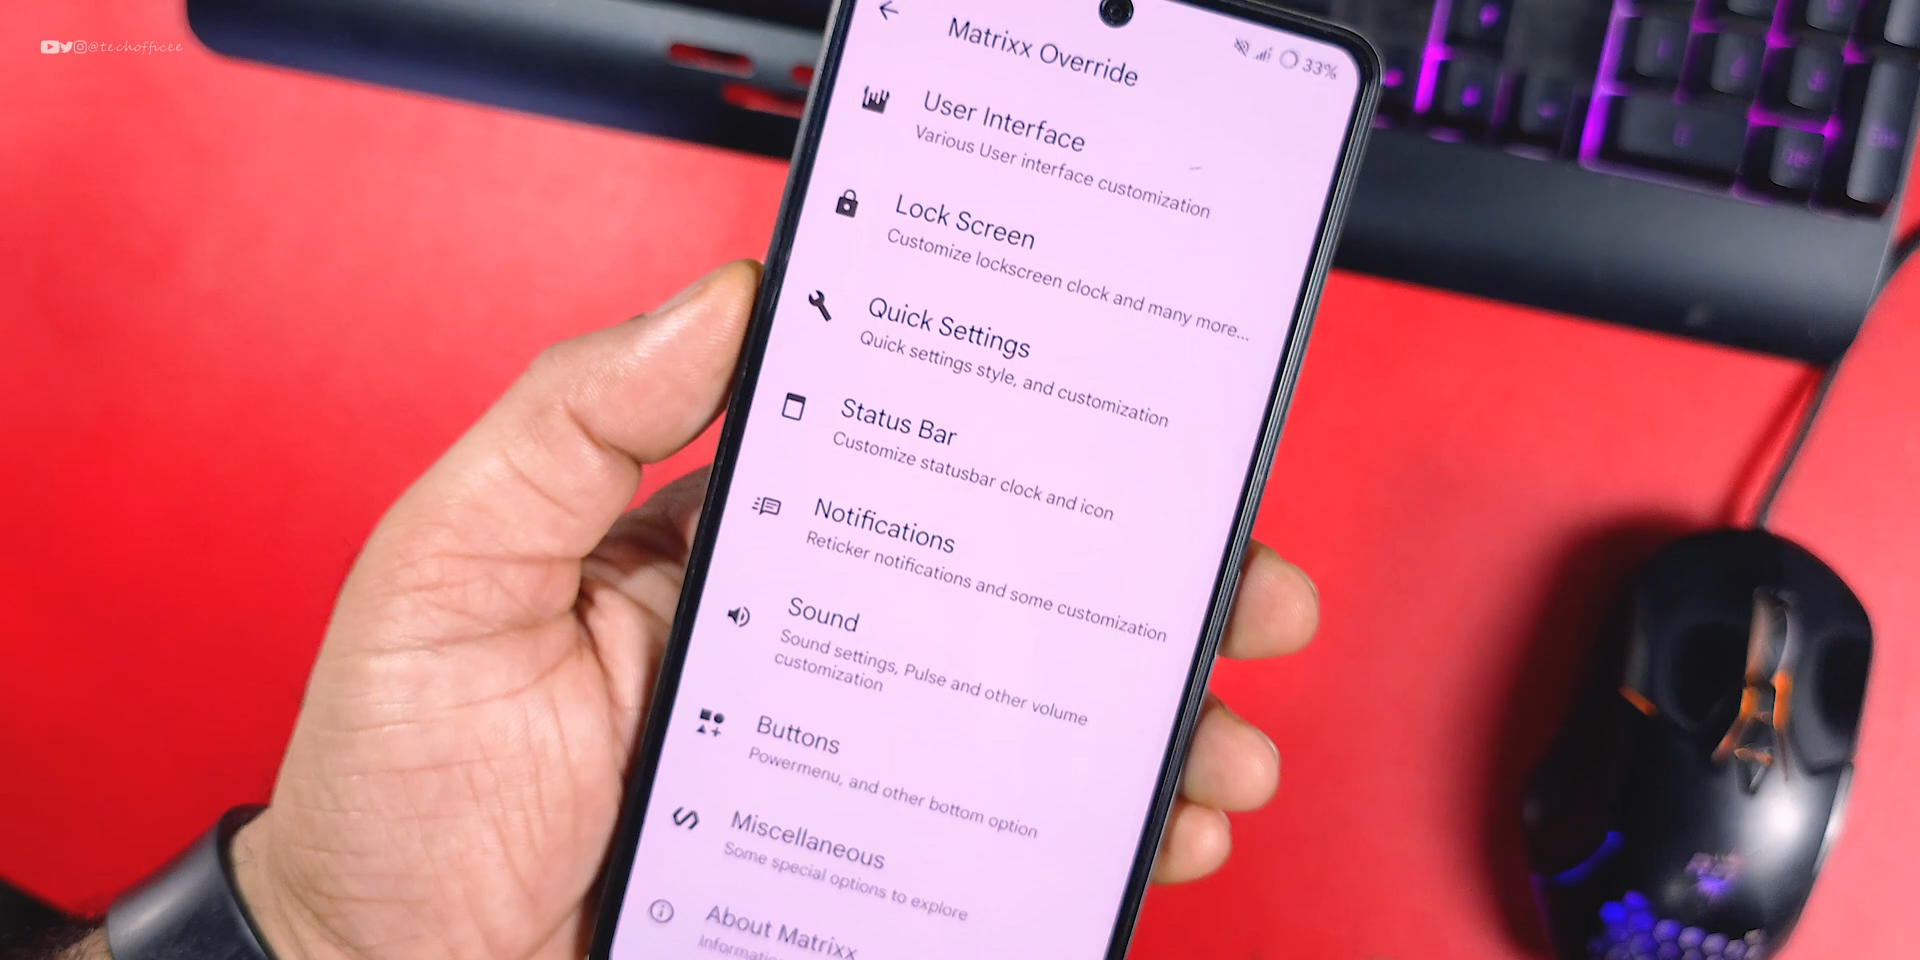 @techofficee
Matrixx Override
33%
User Interface
Various User interface customization
Lock Screen
Customize lockscreen clock and many more...
Quick Settings
Quick settings style, and customization
Status Bar
Customize statusbar clock and icon
Notifications
Reticker notifications and some customization
Sound
Sound settings, Pulse and other volume
customization
Buttons
Powermenu, and other bottom option
Miscellaneous
Some special options to explore
About Matrixx